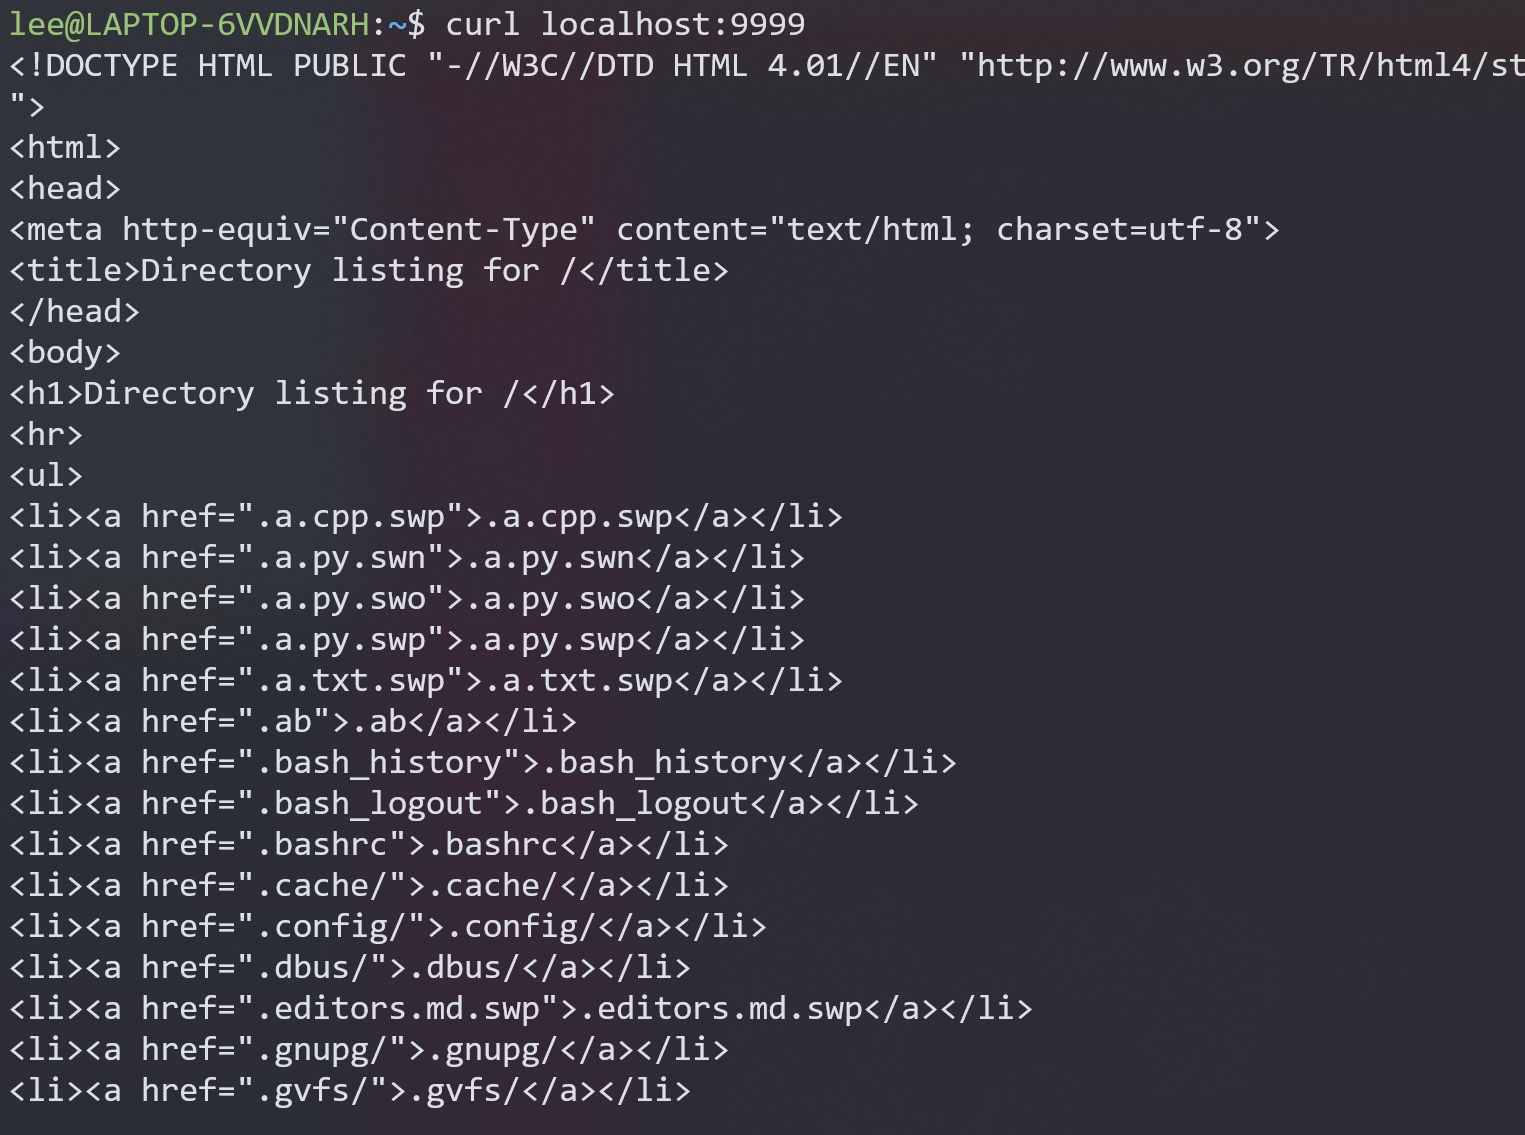 lee@LAPTOP-6VVDNARH:~$ curl localhost:9999
<!DOCTYPE HTML PUBLIC "-//W3C//DTD HTML 4.01//EN" "http://www.w3.org/TR/html4/st
">
<html>
<head>
<meta http-equiv="Content-Type" content="text/html; charset=utf-8">
<title>Directory listing for /</title>
</head>
<body>
<h1>Directory listing for /</h1>
<hr>
<ul>
<li><a href=".a.cpp.swp">.a.cpp.swp</a></li>
<li><a href=".a.py.swn">.a.py.swn</a></li>
<li><a href=".a.py.swo">.a.py.swo</a></li>
<li><a href=".a.py.swp">.a.py.swp</a></li>
<li><a href=".a.txt.swp">.a.txt.swp</a></li>
<li><a href=".ab">.ab</a></li>
<li><a href=".bash_history">.bash_history</a></li>
<li><a href=".bash_logout">.bash_logout</a></li>
<li><a href=".bashrc">.bashrc</a></li>
<li><a href=".cache/">.cache/</a></li>
<li><a href=".config/">.config/</a></li>
<li><a href=".dbus/">.dbus/</a></li>
<li><a href=".editors.md.swp">.editors.md.swp</a></li>
<li><a href=".gnupg/">.gnupg/</a></li>
<li><a href=".gvfs/">.gvfs/</a></li>